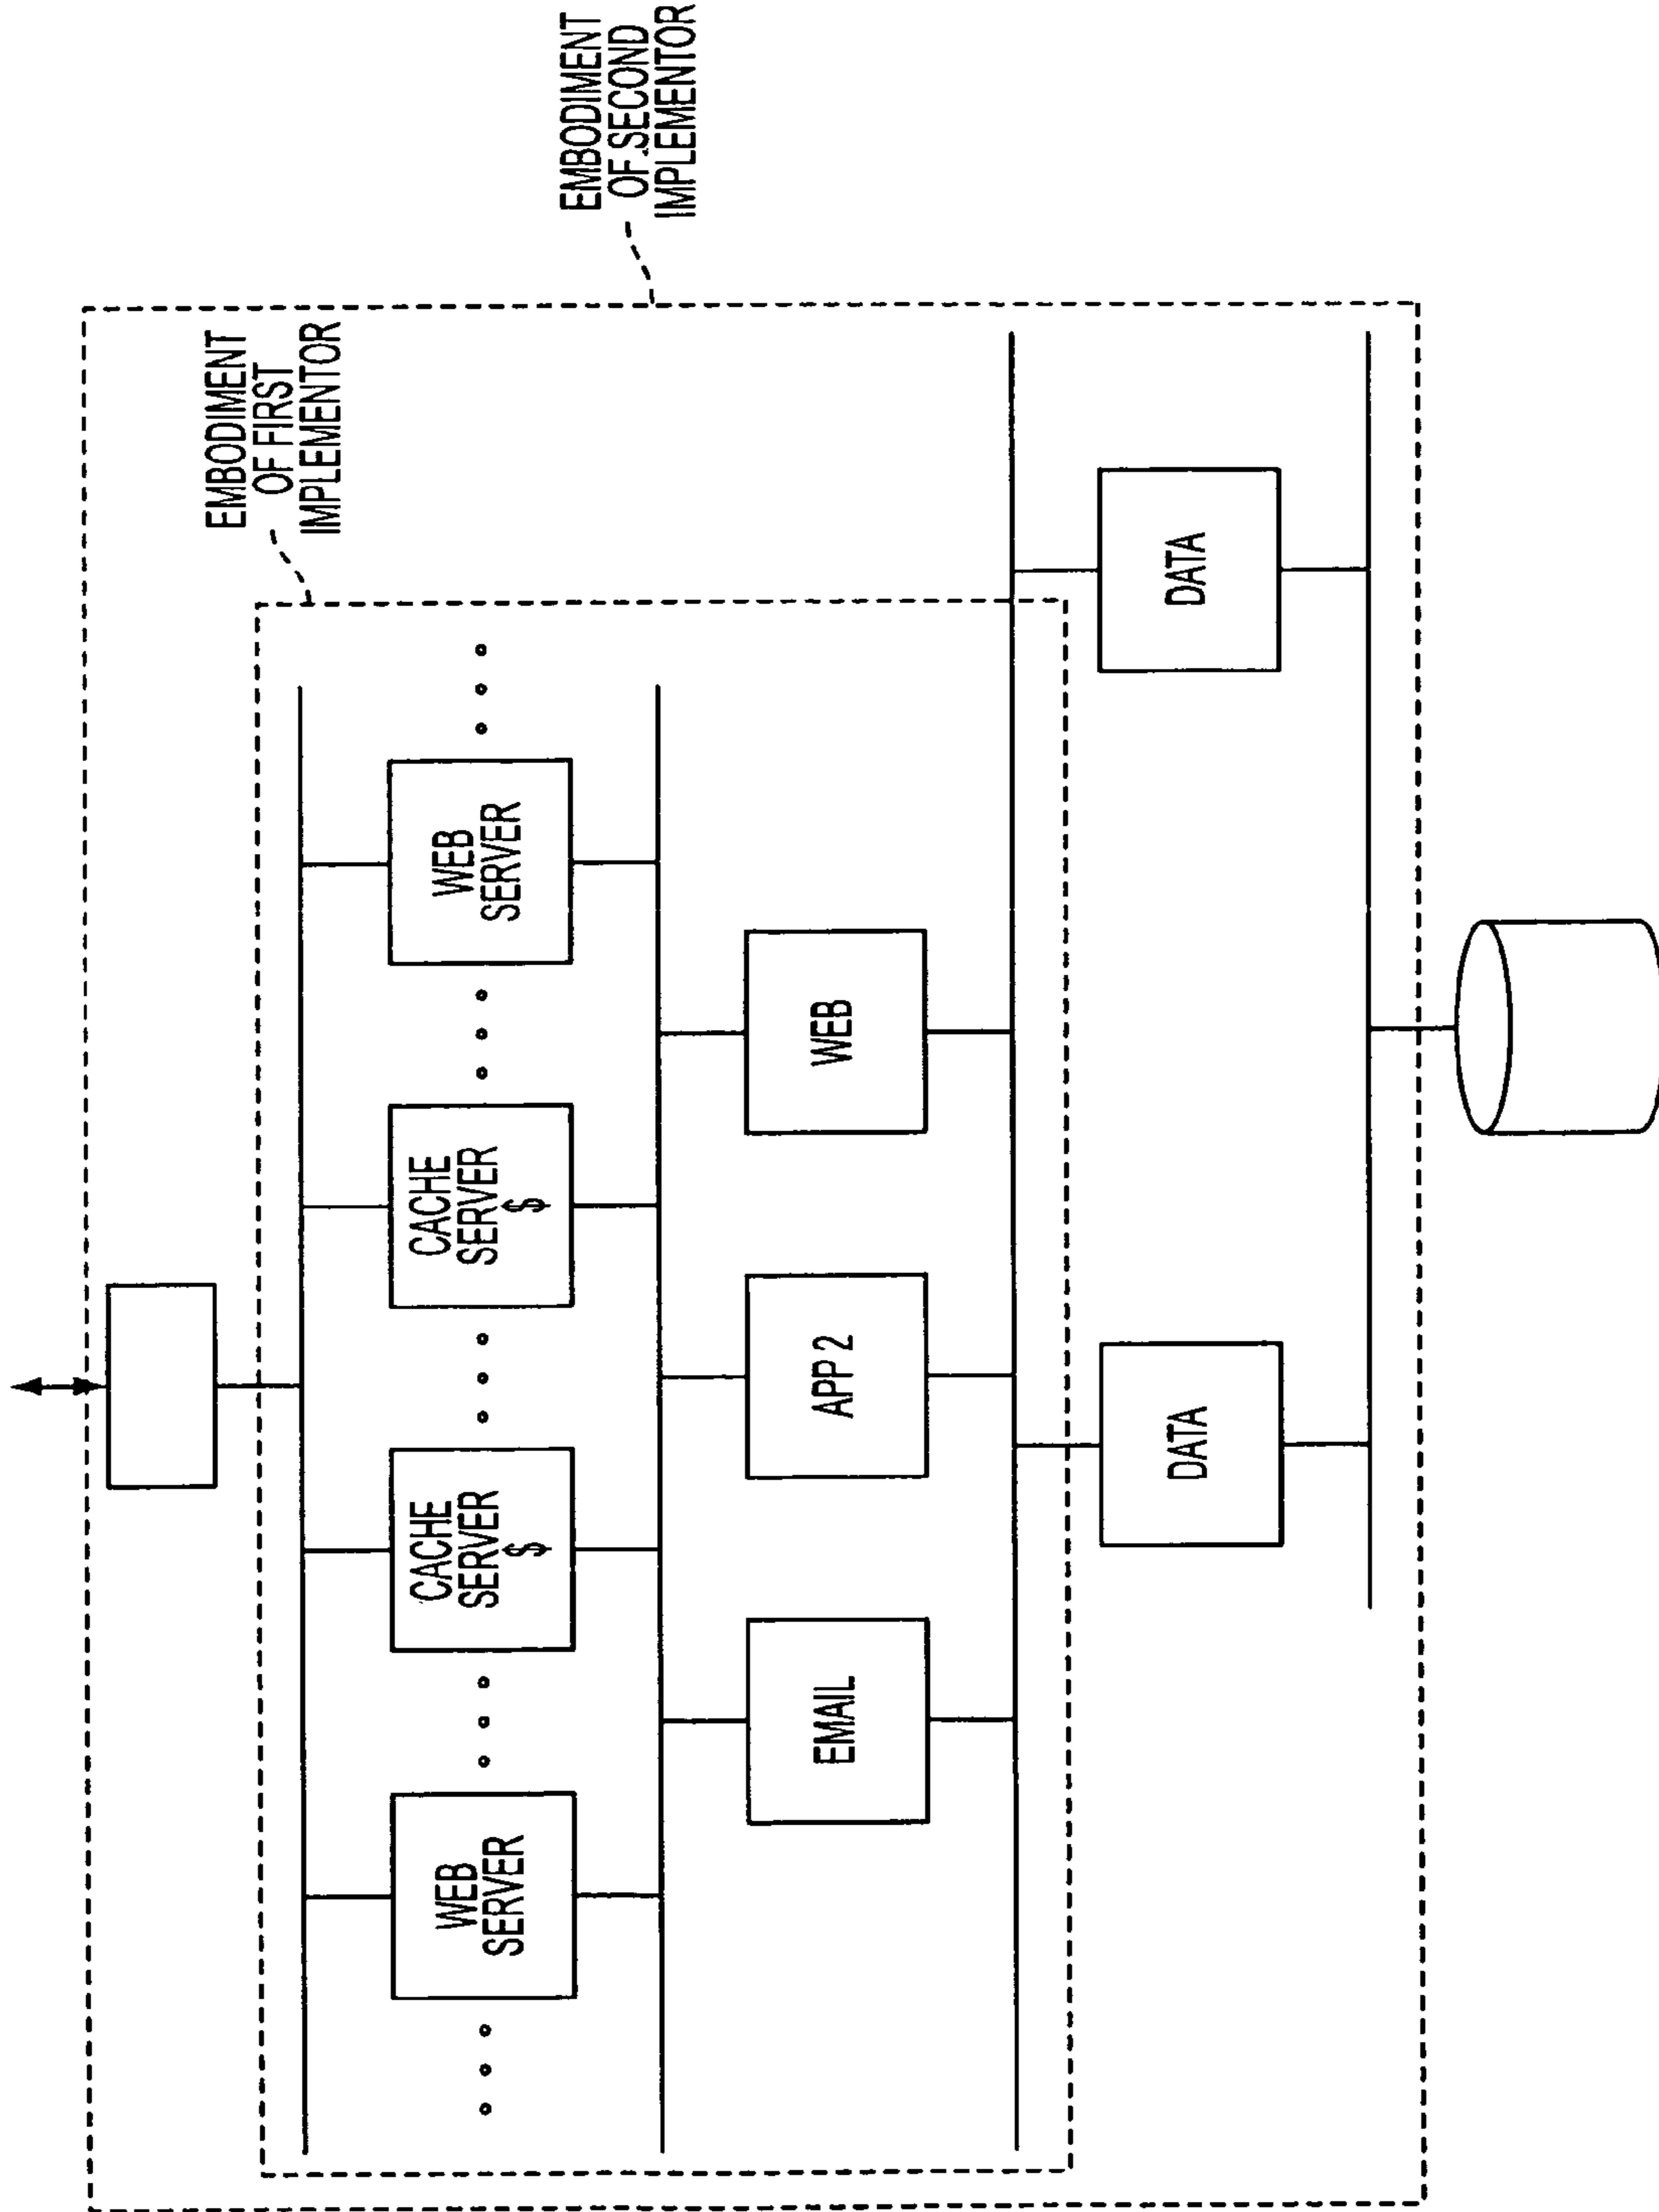 EMBODIMENT
OF SECOND
IMPLEMENTOR
EMBODIMENT
OF FIRST
IMPLEMENTOR
WEB
SERVER
CACHE
SERVER
$
CACHE
SERVER
$
WEB
SERVER
EMAIL
APP 2
WEB
DATA
DATA